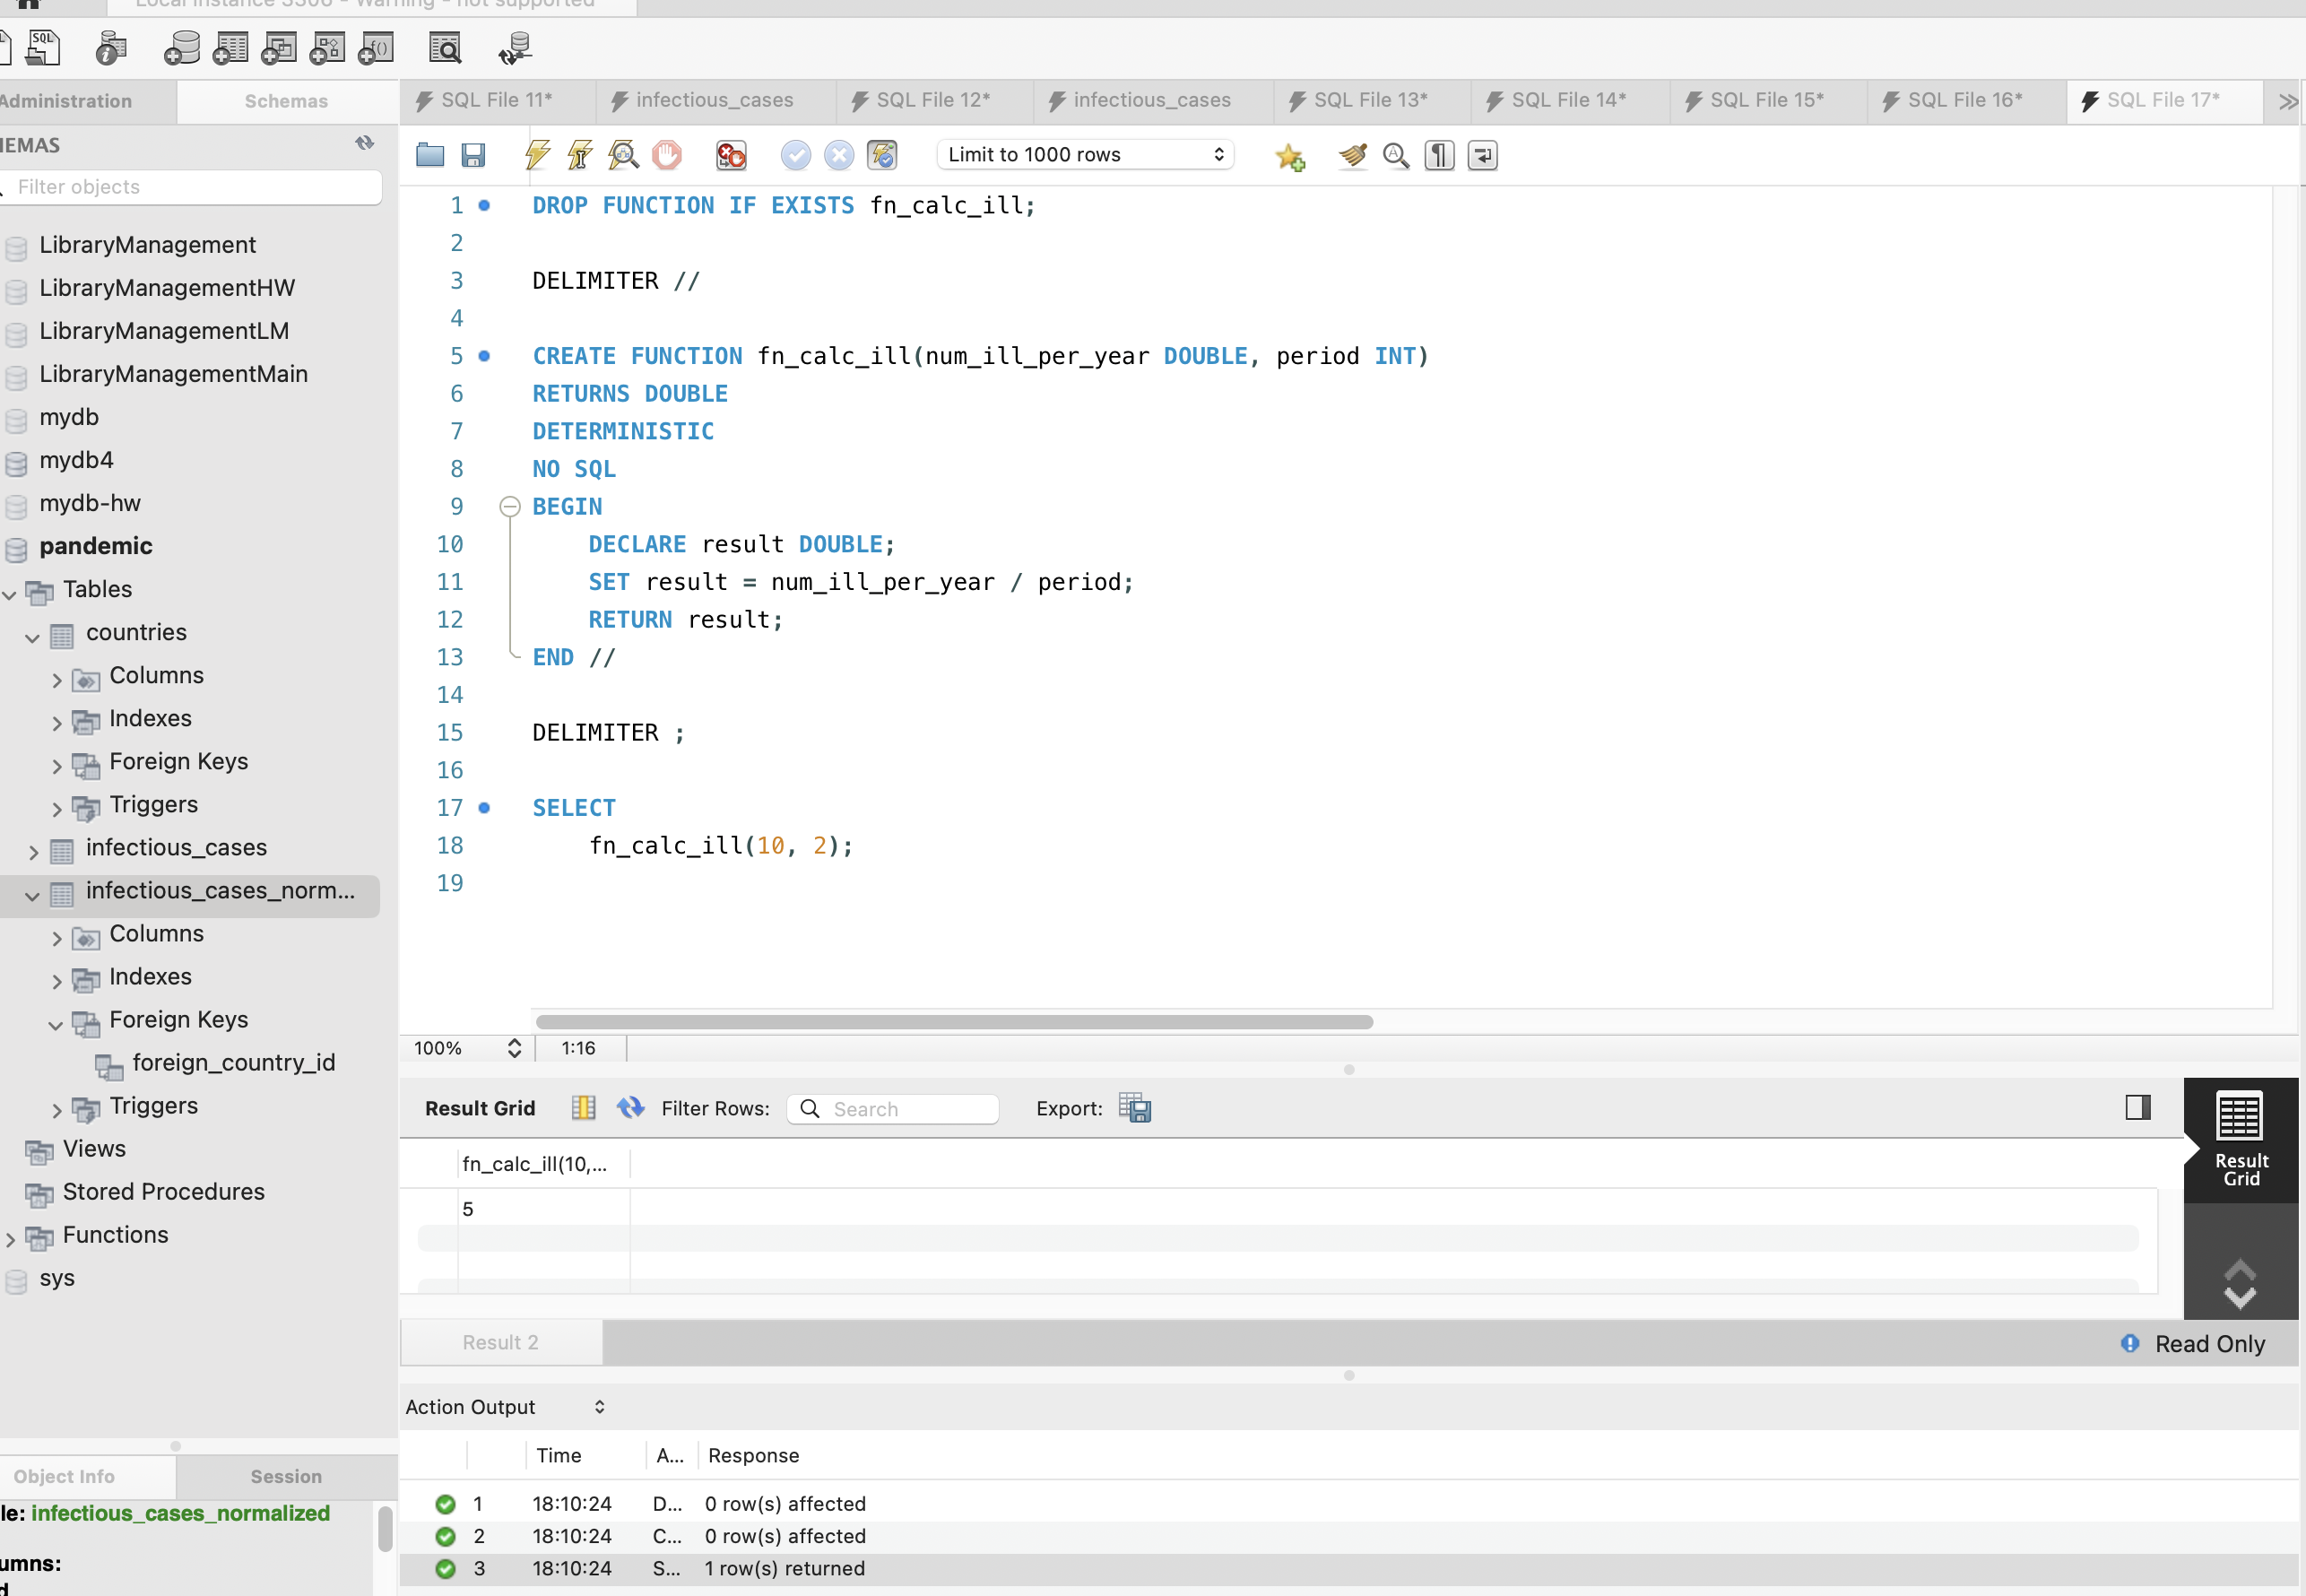 Local instance 3306 - Warning - not supported
SQL
Administration
Schemas
SQL File 11*
infectious_cases
SQL File 12*
infectious_cases
SQL File 13*
SQL File 14*
SQL File 15*
SQL File 16*
SQL File 17*
EMAS
Filter objects
Limit to 1000 rows
LibraryManagement
LibraryManagementHW
LibraryManagementLM
LibraryManagementMain
mydb
mydb4
mydb-hw
pandemic
Tables
countries
Columns
Indexes
Foreign Keys
Triggers
infectious_cases
infectious_cases_norm...
Columns
Indexes
Foreign Keys
foreign_country_id
Triggers
Views
Stored Procedures
Functions
sys
1 DROP FUNCTION IF EXISTS fn_calc_ill;
2
3 DELIMITER //
4
5 CREATE FUNCTION fn_calc_ill(num_ill_per_year DOUBLE, period INT)
6 RETURNS DOUBLE
7 DETERMINISTIC
8 NO SQL
9 BEGIN
10 DECLARE result DOUBLE;
11 SET result = num_ill_per_year / period;
12 RETURN result;
13 END //
14
15 DELIMITER ;
16
17 SELECT
18 fn_calc_ill(10, 2);
19
100%
1:16
Result Grid
Filter Rows:
Search
Export:
fn_calc_ill(10,...
5
Result
Grid
Result 2
Read Only
Action Output
Time A... Response
1 18:10:24 D... 0 row(s) affected
2 18:10:24 C... 0 row(s) affected
3 18:10:24 S... 1 row(s) returned
Object Info
Session
le: infectious_cases_normalized
umns: